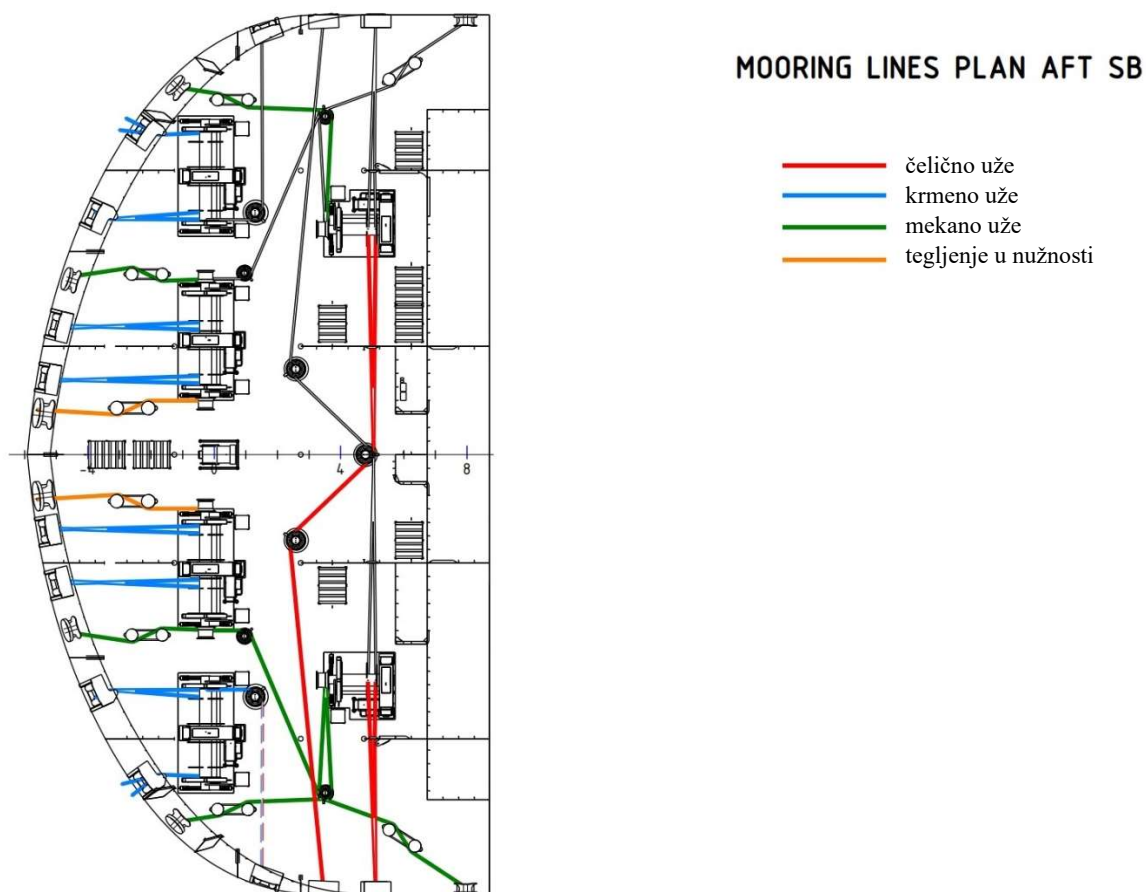 MOORING LINES PLAN AFT SB
čelično uže
krmeno uže
mekano uže
tegljenje u nužnosti
-4
4
8